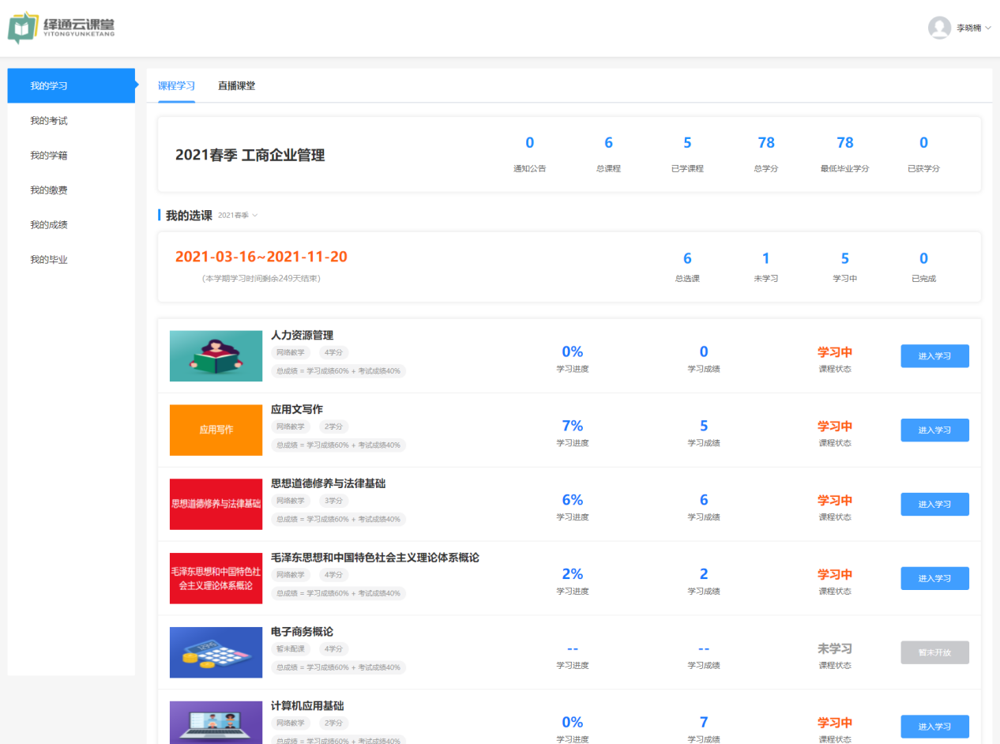 绎通云课堂
YITONGYUNKETANG
李晓楠
我的学习
我的考试
我的学籍
我的缴费
我的成绩
我的毕业
课程学习 直播课堂
2021春季 工商企业管理
0 6 5 78 78 0
通知公告 总课程 已学课程 总学分 最低毕业学分 已获学分
我的选课 2021春季
2021-03-16~2021-11-20
(本学期学习时间剩余249天结束)
6 1 5 0
总选课 未学习 学习中 已完成
人力资源管理
网络教学 4学分
总成绩 = 学习成绩60% + 考试成绩40%
0% 0 学习中
学习进度 学习成绩 课程状态
进入学习
应用写作
应用文写作
网络教学 2学分
总成绩 = 学习成绩60% + 考试成绩40%
7% 5 学习中
学习进度 学习成绩 课程状态
进入学习
思想道德修养与法律基础
思想道德修养与法律基础
网络教学 3学分
总成绩 = 学习成绩60% + 考试成绩40%
6% 6 学习中
学习进度 学习成绩 课程状态
进入学习
毛泽东思想和中国特色社
会主义理论体系概论
毛泽东思想和中国特色社会主义理论体系概论
网络教学 4学分
总成绩 = 学习成绩60% + 考试成绩40%
2% 2 学习中
学习进度 学习成绩 课程状态
进入学习
电子商务概论
暂未配课 4学分
总成绩 = 学习成绩60% + 考试成绩40%
-- -- 未学习
学习进度 学习成绩 课程状态
暂未开放
计算机应用基础
网络教学 2学分
总成绩 = 学习成绩60% + 考试成绩40%
0% 7 学习中
学习进度 学习成绩 课程状态
进入学习